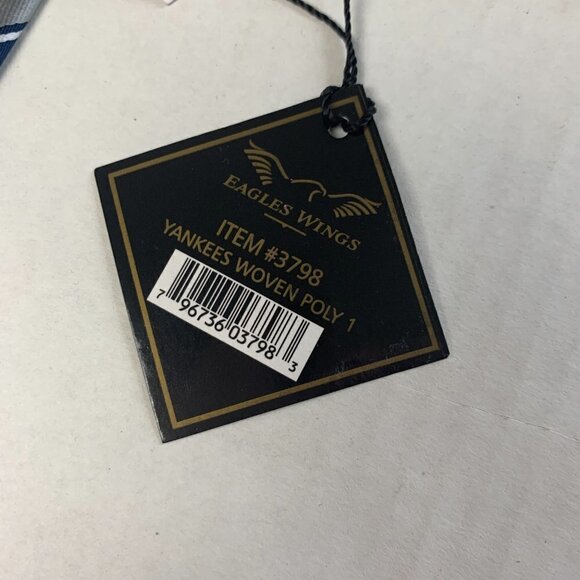 EAGLES WINGS
ITEM #3798
YANKEES WOVEN POLY 1
7 96736 03798 3